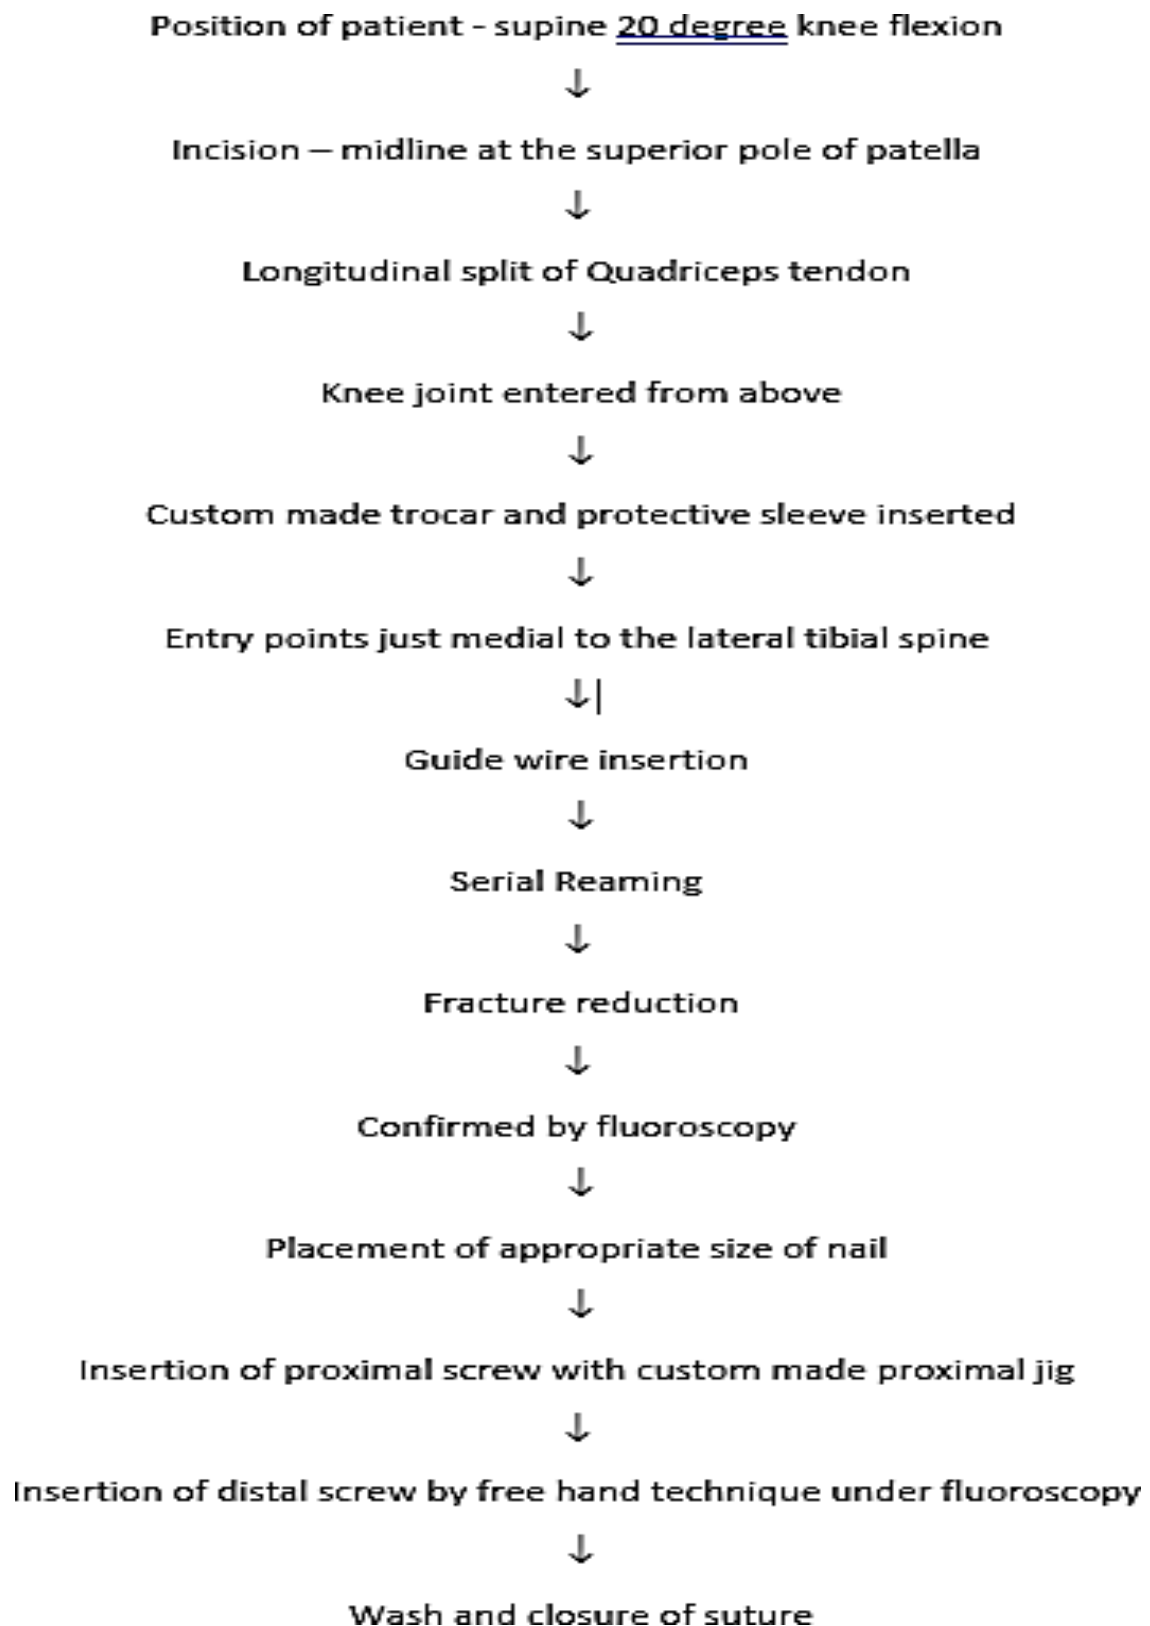 Position of patient - supine 20 degree knee flexion
↓
Incision – midline at the superior pole of patella
↓
Longitudinal split of Quadriceps tendon
↓
Knee joint entered from above
↓
Custom made trocar and protective sleeve inserted
↓
Entry points just medial to the lateral tibial spine
↓
Guide wire insertion
↓
Serial Reaming
↓
Fracture reduction
↓
Confirmed by fluoroscopy
↓
Placement of appropriate size of nail
↓
Insertion of proximal screw with custom made proximal jig
↓
Insertion of distal screw by free hand technique under fluoroscopy
↓
Wash and closure of suture